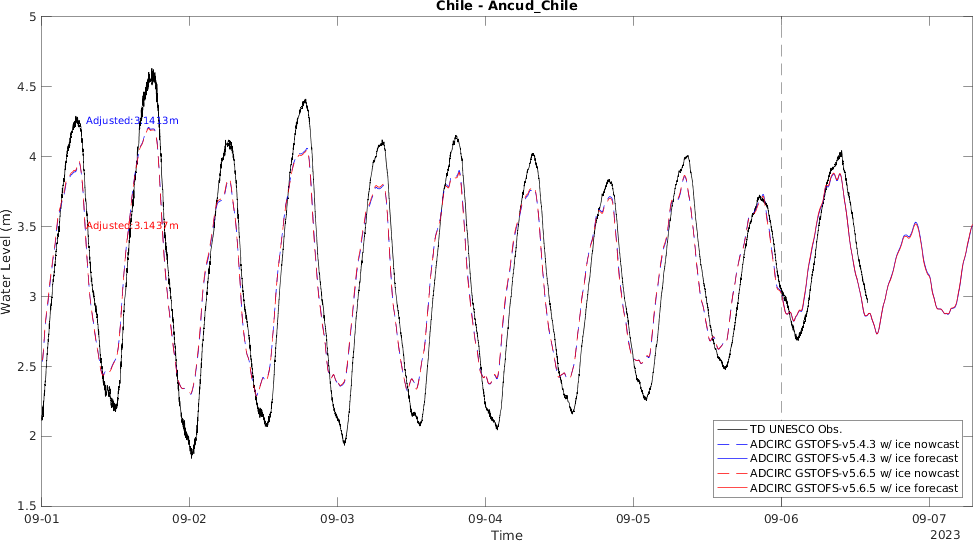 Chile - Ancud_Chile
5
4.5
4
3.5
3
2.5
2
1.5
Water Level (m)
Adjusted:3.1413m
Adjusted:3.1437m
TD UNESCO Obs.
ADCIRC GSTOFS-v5.4.3 w/ ice nowcast
ADCIRC GSTOFS-v5.4.3 w/ ice forecast
ADCIRC GSTOFS-v5.6.5 w/ ice nowcast
ADCIRC GSTOFS-v5.6.5 w/ ice forecast
09-01
09-02
09-03
09-04
09-05
09-06
09-07
Time
2023